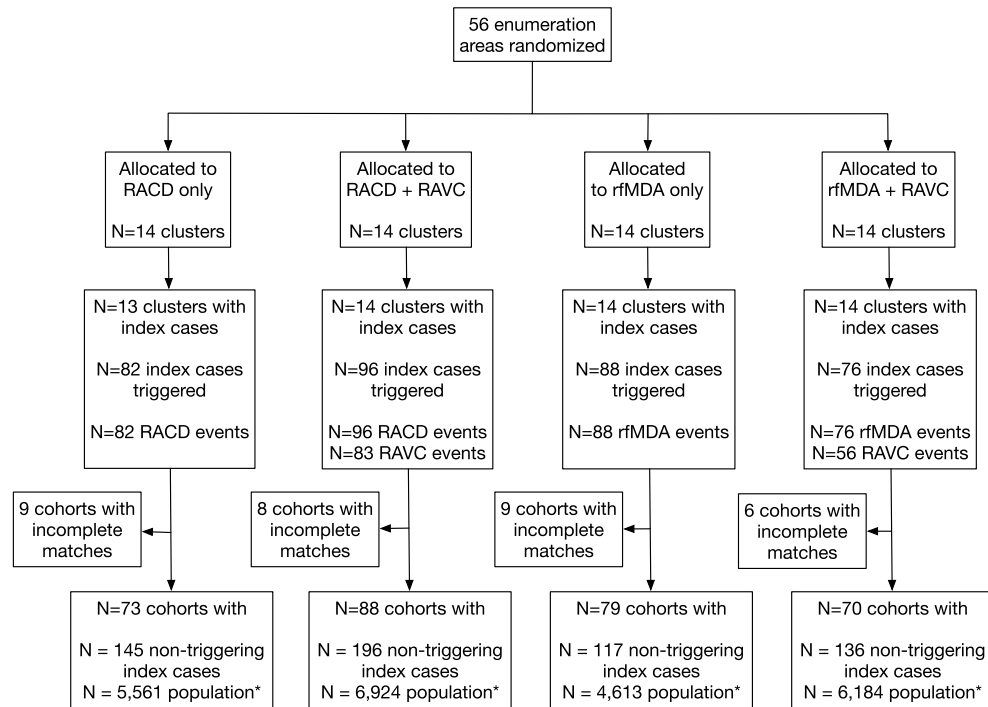 56 enumeration
areas randomized
Allocated to
RACD only
N=14 clusters
Allocated to
RACD + RAVC
N=14 clusters
Allocated
to rfMDA only
N=14 clusters
Allocated to
rfMDA + RAVC
N=14 clusters
N=13 clusters with
index cases
N=82 index cases
triggered
N=82 RACD events
N=14 clusters with
index cases
N=96 index cases
triggered
N=96 RACD events
N=83 RAVC events
N=14 clusters with
index cases
N=88 index cases
triggered
N=88 rfMDA events
N=14 clusters with
index cases
N=76 index cases
triggered
N=76 rfMDA events
N=56 RAVC events
9 cohorts with
incomplete
matches
8 cohorts with
incomplete
matches
9 cohorts with
incomplete
matches
6 cohorts with
incomplete
matches
N=73 cohorts with
N = 145 non-triggering
index cases
N = 5,561 population*
N=88 cohorts with
N = 196 non-triggering
index cases
N = 6,924 population*
N=79 cohorts with
N = 117 non-triggering
index cases
N = 4,613 population*
N=70 cohorts with
N = 136 non-triggering
index cases
N = 6,184 population*